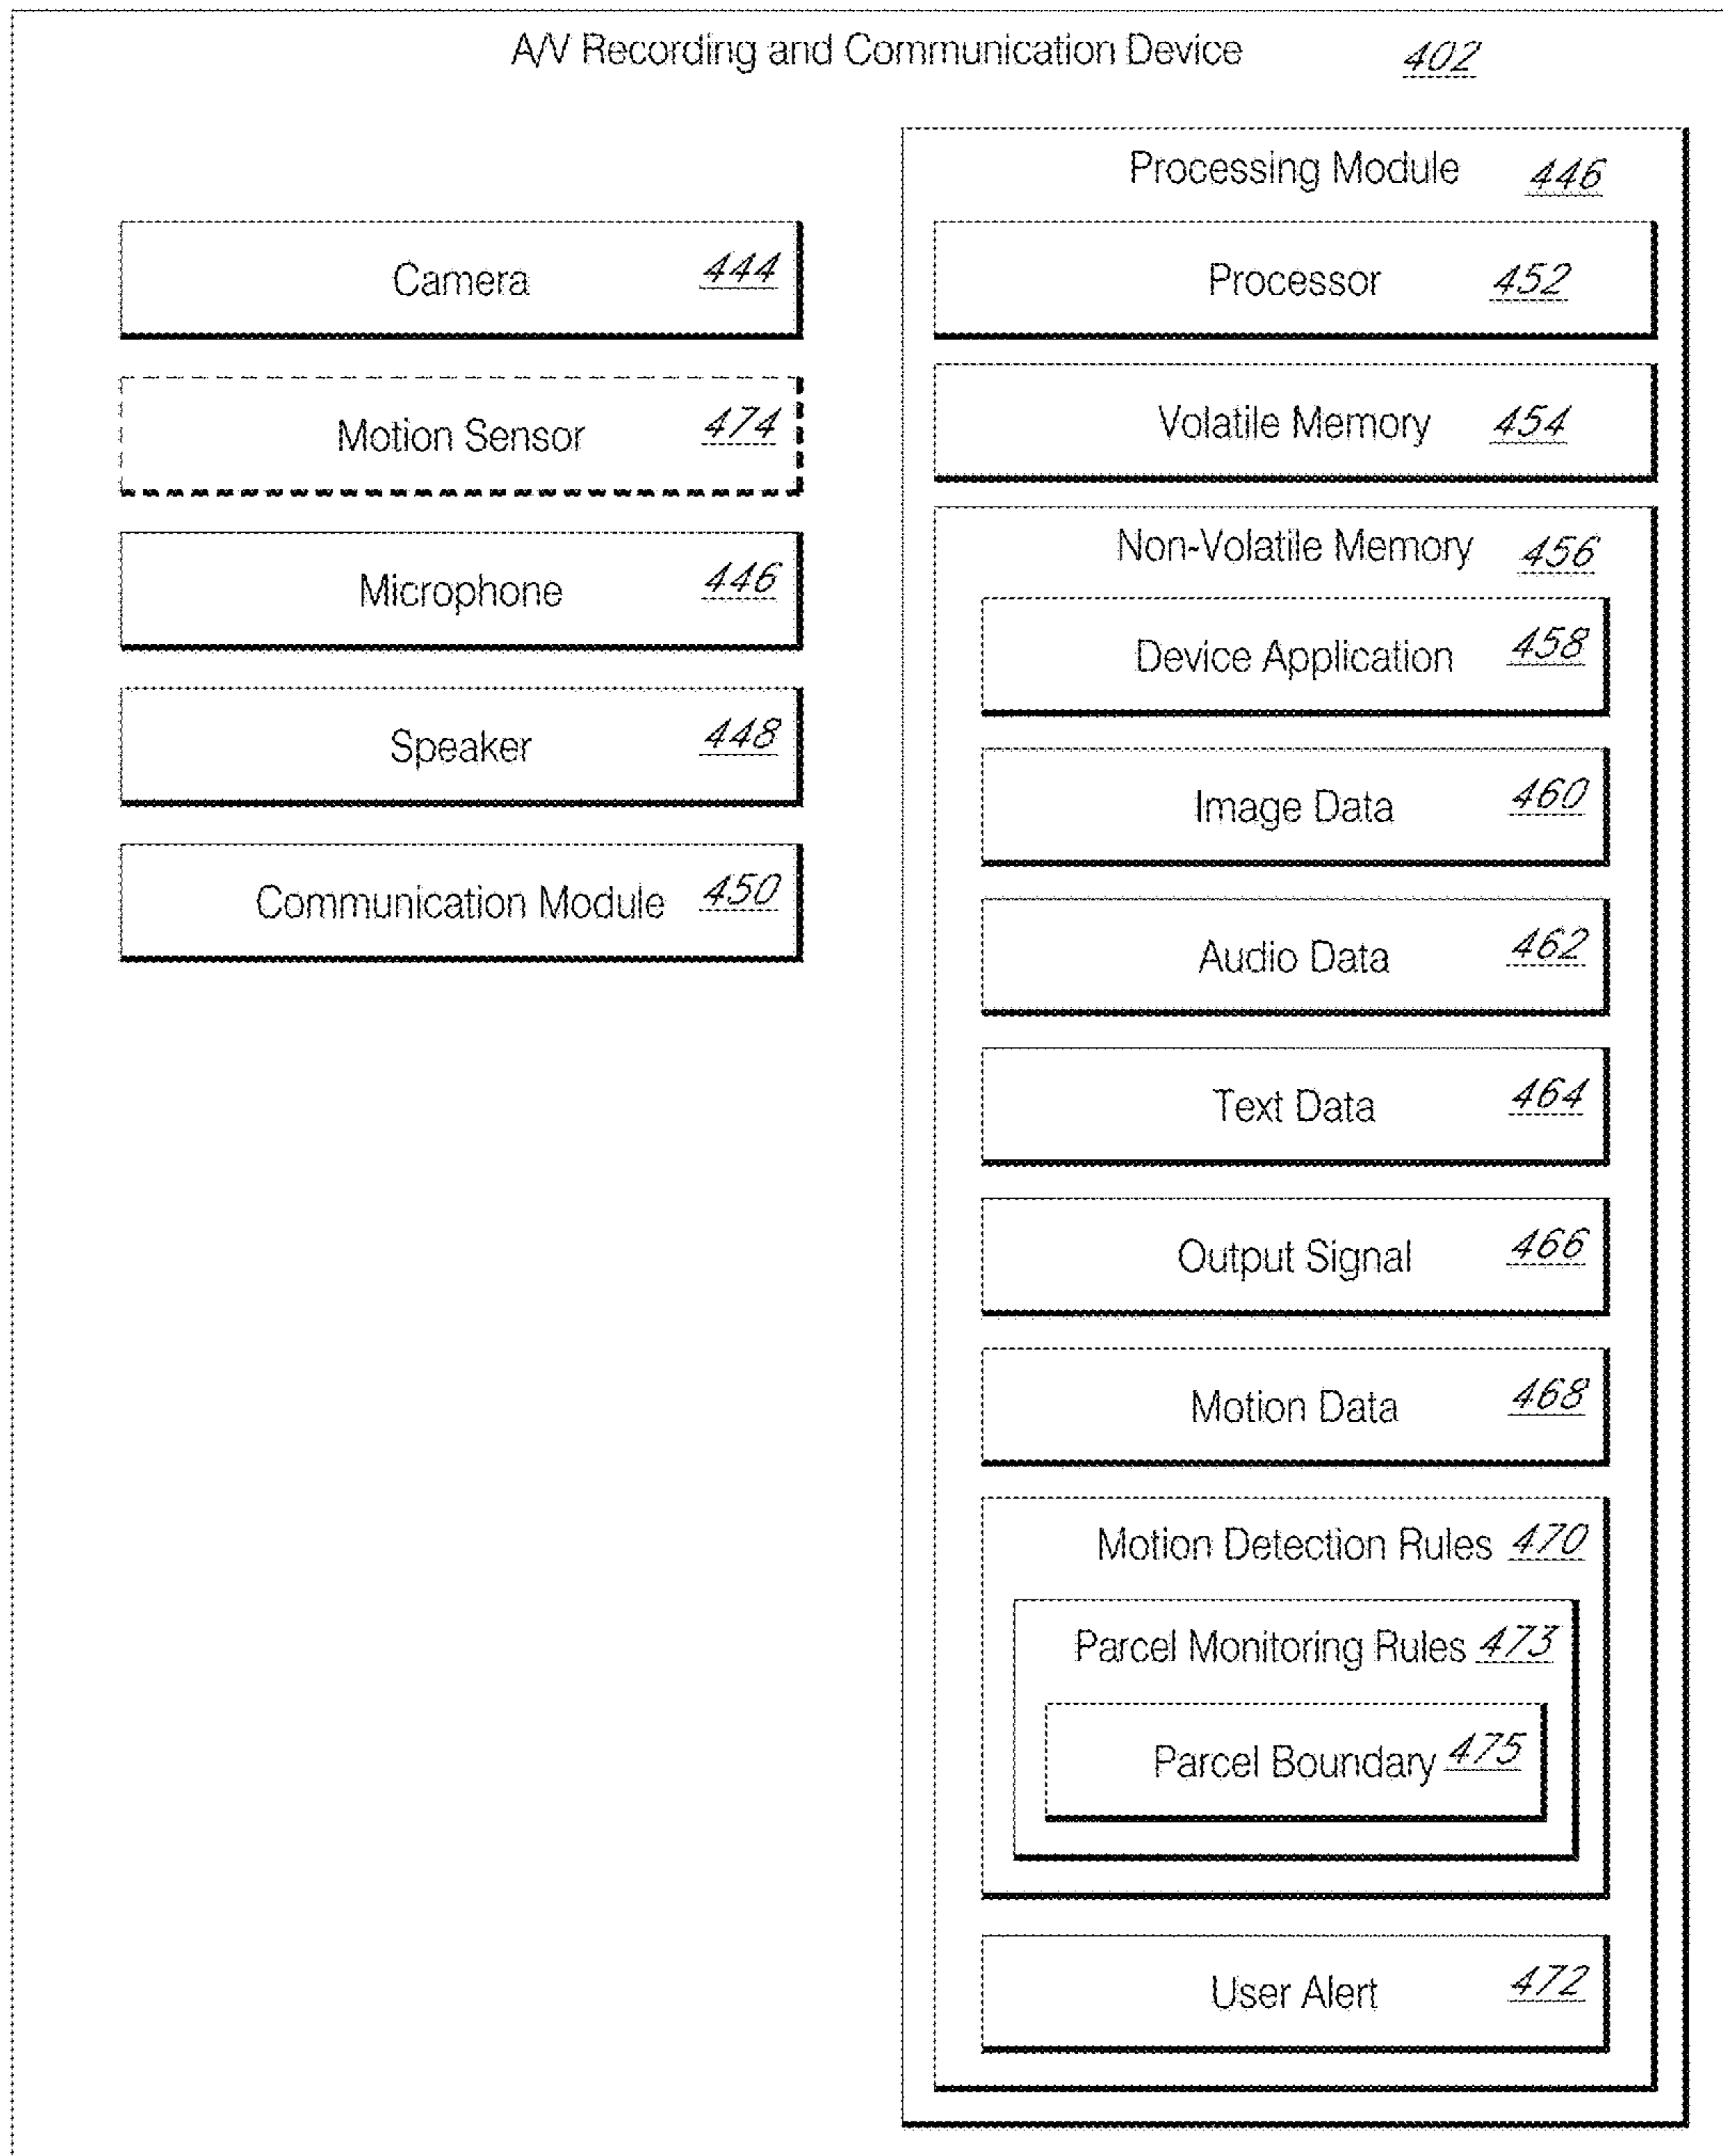 A/V Recording and Communication Device 402
Camera 444
Motion Sensor 474
Microphone 446
Speaker 448
Communication Module 450
Processing Module 446
Processor 452
Volatile Memory 454
Non-Volatile Memory 456
Device Application 458
Image Data 460
Audio Data 462
Text Data 464
Output Signal 466
Motion Data 468
Motion Detection Rules 470
Parcel Monitoring Rules 473
Parcel Boundary 475
User Alert 472